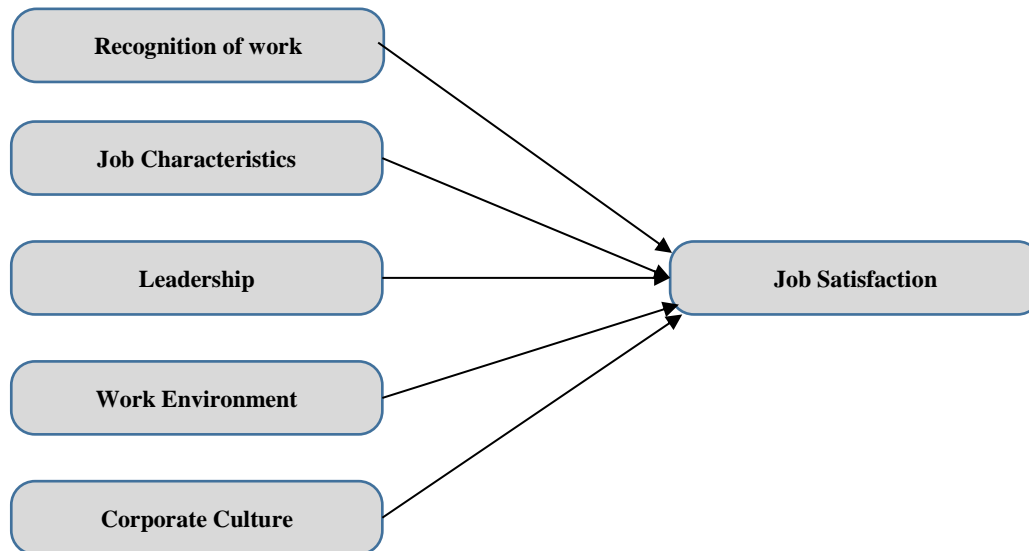 Recognition of work
Job Characteristics
Leadership
Job Satisfaction
Work Environment
Corporate Culture